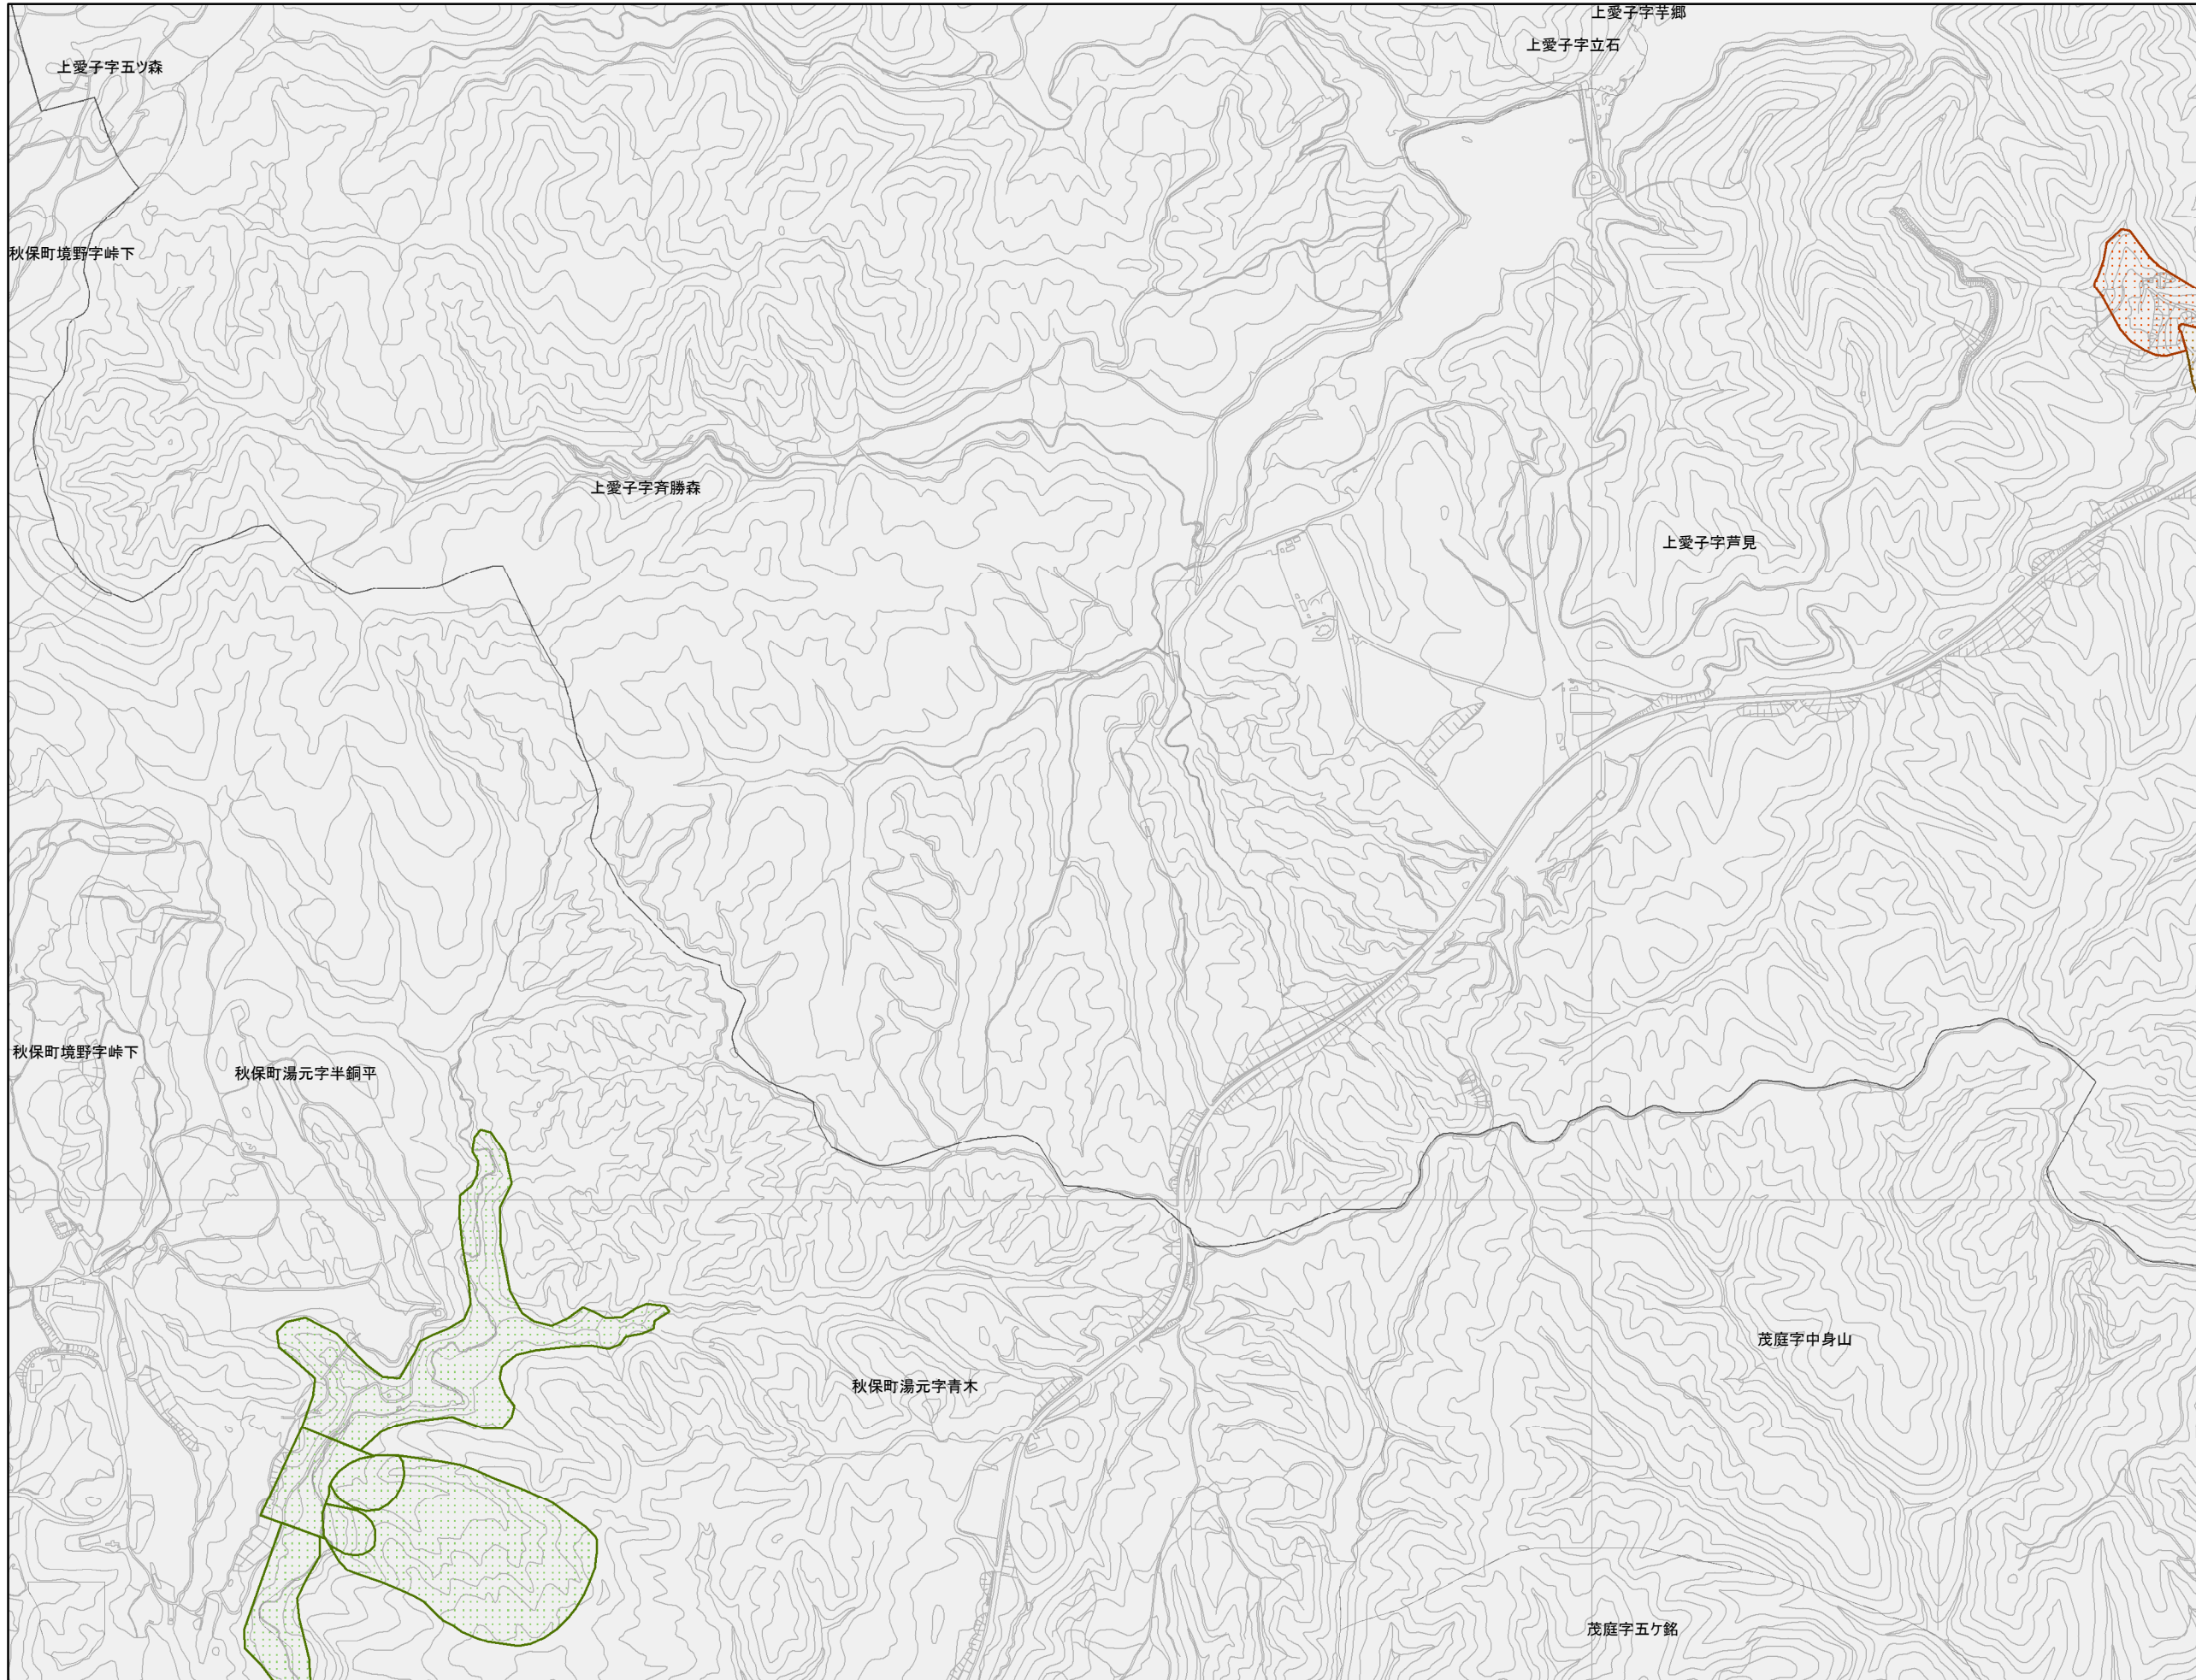 上愛子字芋郷
上愛子字立石
上愛子字五ツ森
秋保町境野字峠下
上愛子字斉勝森
上愛子字芦見
秋保町境野字峠下
秋保町湯元字半銅平
茂庭字中身山
秋保町湯元字青木
茂庭字五ケ銘